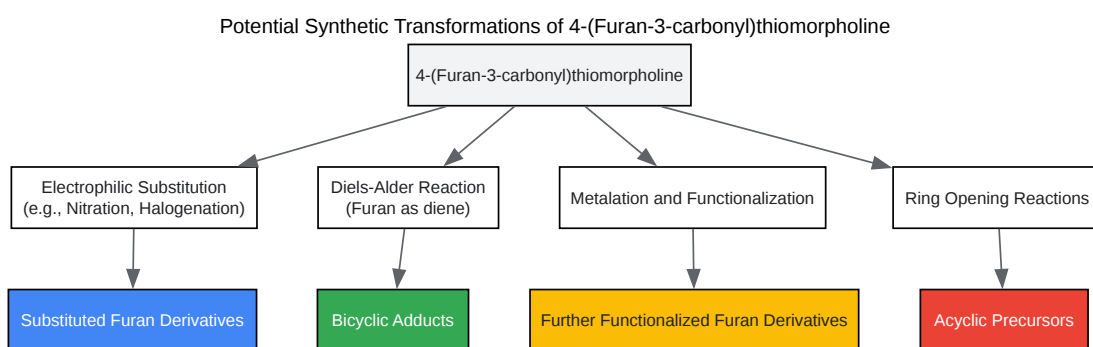 Potential Synthetic Transformations of 4-(Furan-3-carbonyl)thiomorpholine
4-(Furan-3-carbonyl)thiomorpholine
Electrophilic Substitution
(e.g., Nitration, Halogenation)
Diels-Alder Reaction
(Furan as diene)
Metalation and Functionalization
Ring Opening Reactions
Substituted Furan Derivatives
Bicyclic Adducts
Further Functionalized Furan Derivatives
Acyclic Precursors